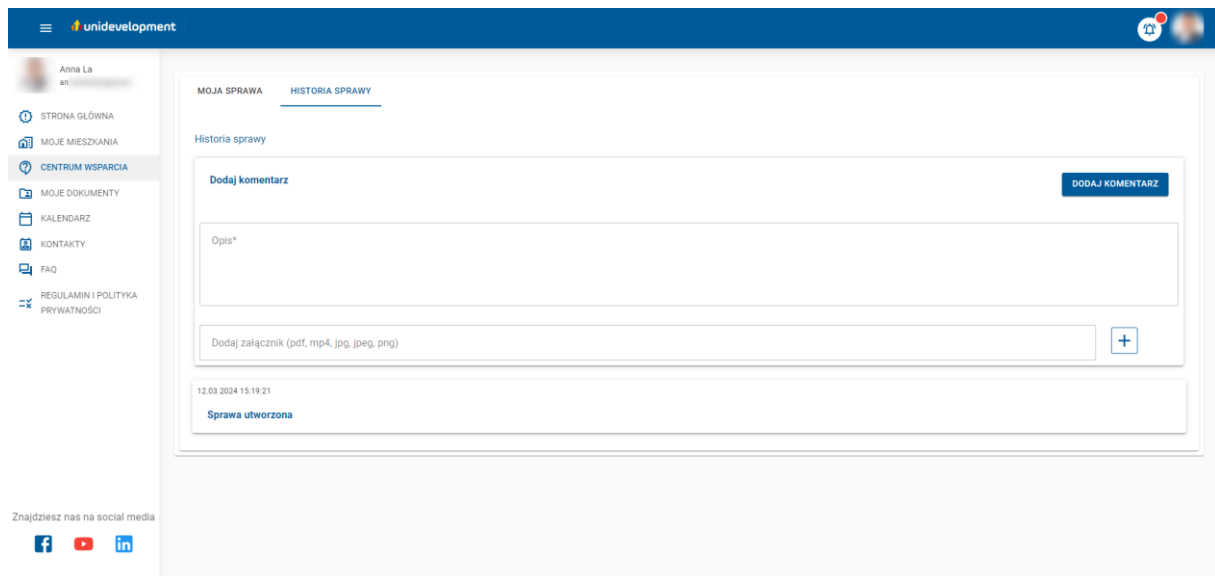 unidevelopment
Anna La
an
STRONA GŁÓWNA
MOJE MIESZKANIA
CENTRUM WSPARCIA
MOJE DOKUMENTY
KALENDARZ
KONTAKTY
FAQ
REGULAMIN I POLITYKA
PRYWATNOŚCI
Znajdziesz nas na social media
MOJA SPRAWA HISTORIA SPRAWY
Historia sprawy
Dodaj komentarz
DODAJ KOMENTARZ
Opis*
Dodaj załącznik (pdf, mp4, jpg, jpeg, png)
12.03.2024 15:19:21
Sprawa utworzona